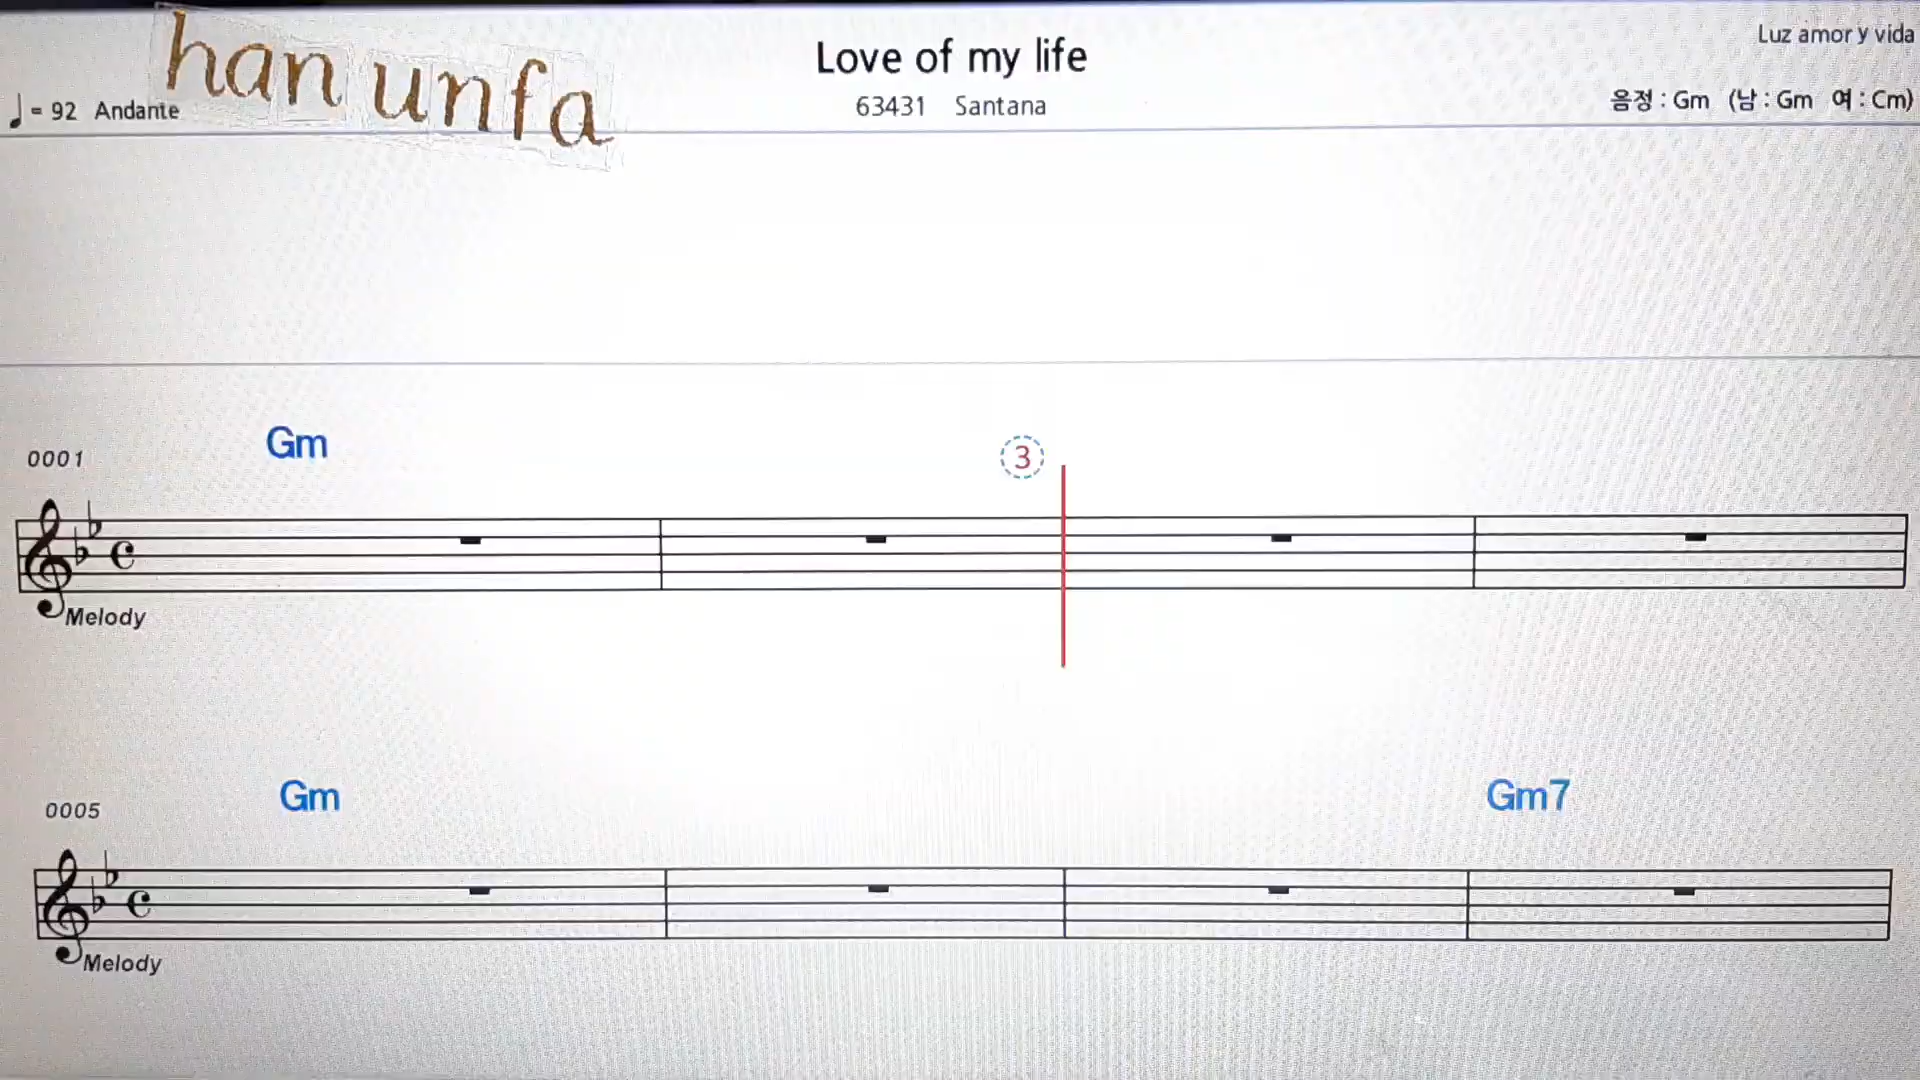 han unfa
Love of my life
Luz amor y vida
♩ = 92 Andante
63431 Santana
음정 : Gm (남 : Gm 여 : Cm)
Gm
0001
3
Melody
Gm
Gm7
0005
Melody